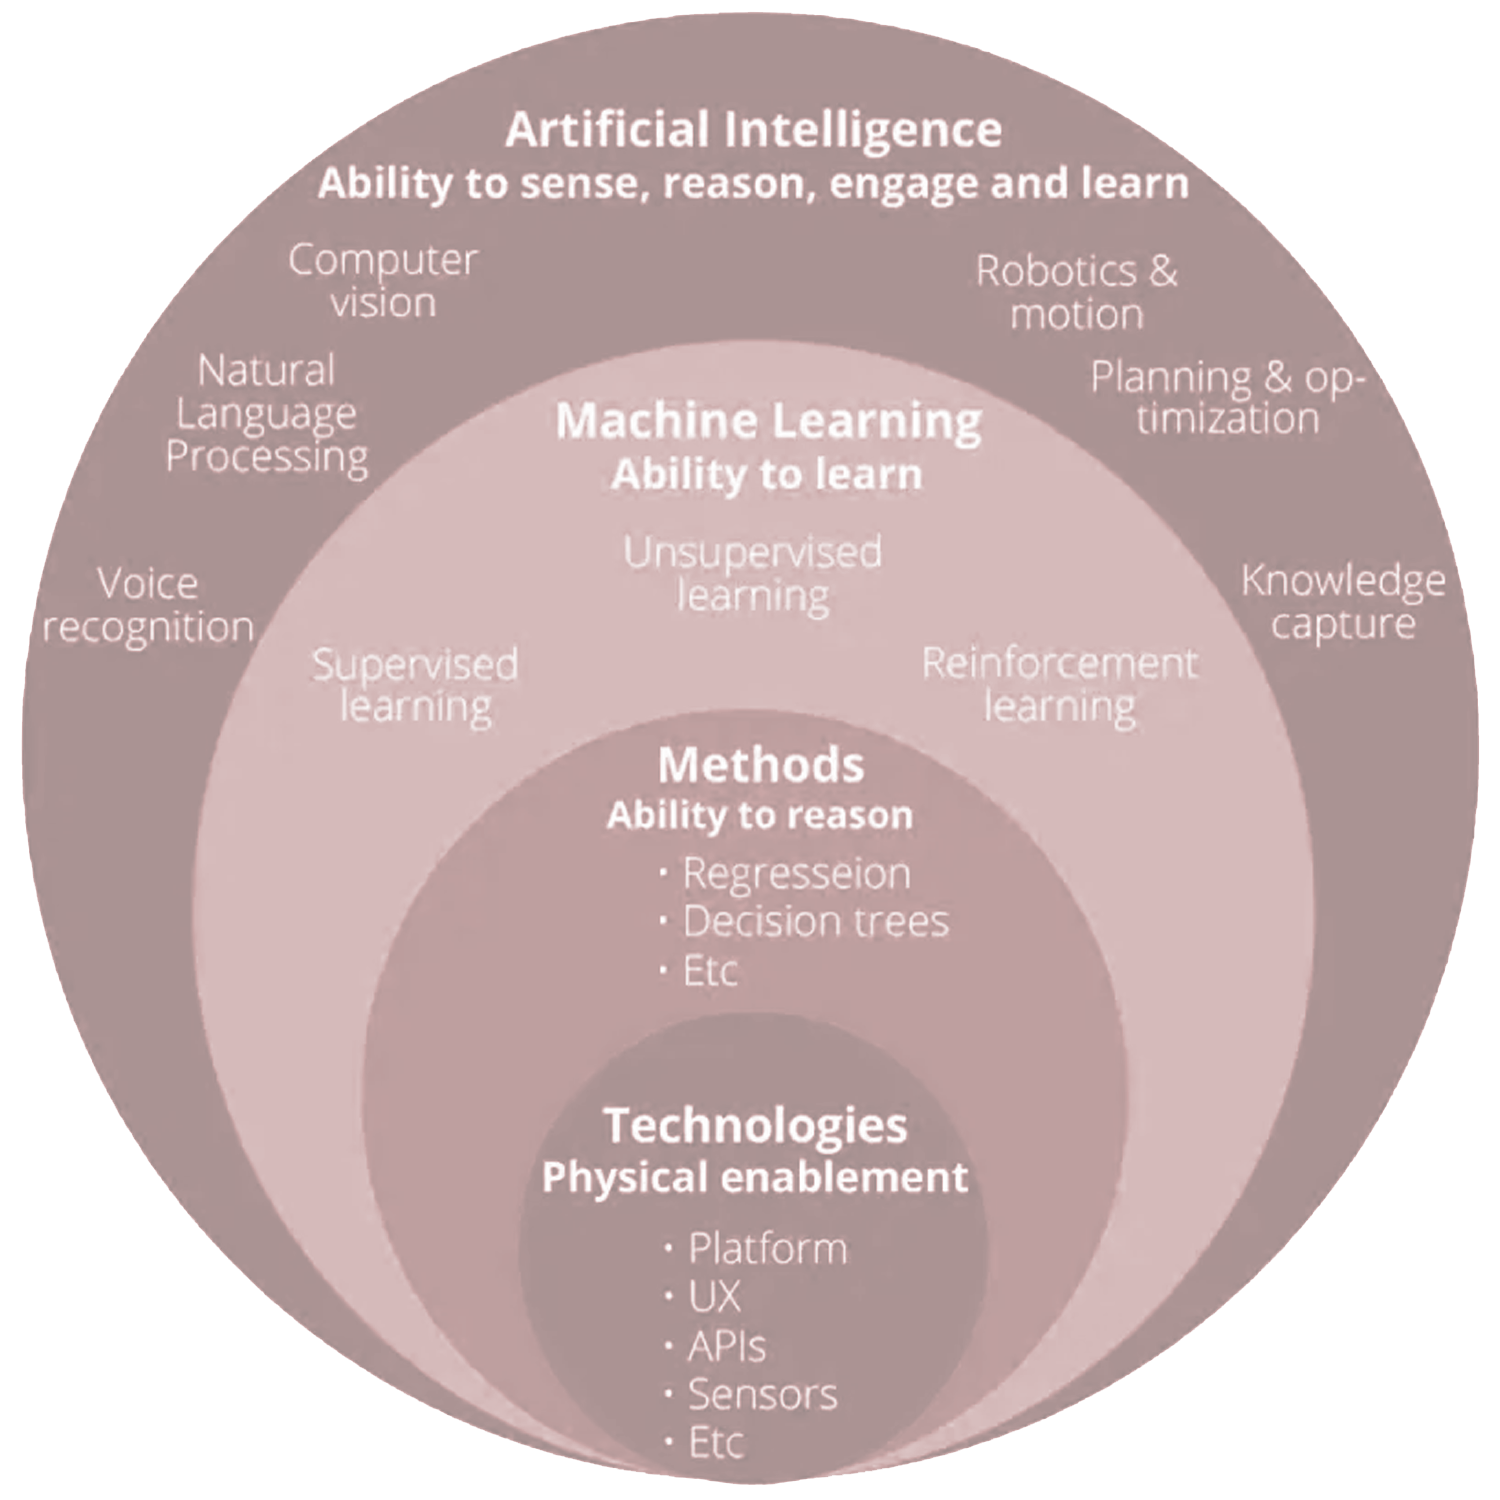 Artificial Intelligence
Ability to sense, reason, engage and learn
Computer
vision
Robotics &
motion
Natural
Language
Processing
Planning & op-
timization
Machine Learning
Ability to learn
Unsupervised
learning
Voice
recognition
Knowledge
capture
Supervised
learning
Reinforcement
learning
Methods
Ability to reason
· Regresseion
· Decision trees
· Etc
Technologies
Physical enablement
· Platform
· UX
· APIs
· Sensors
· Etc